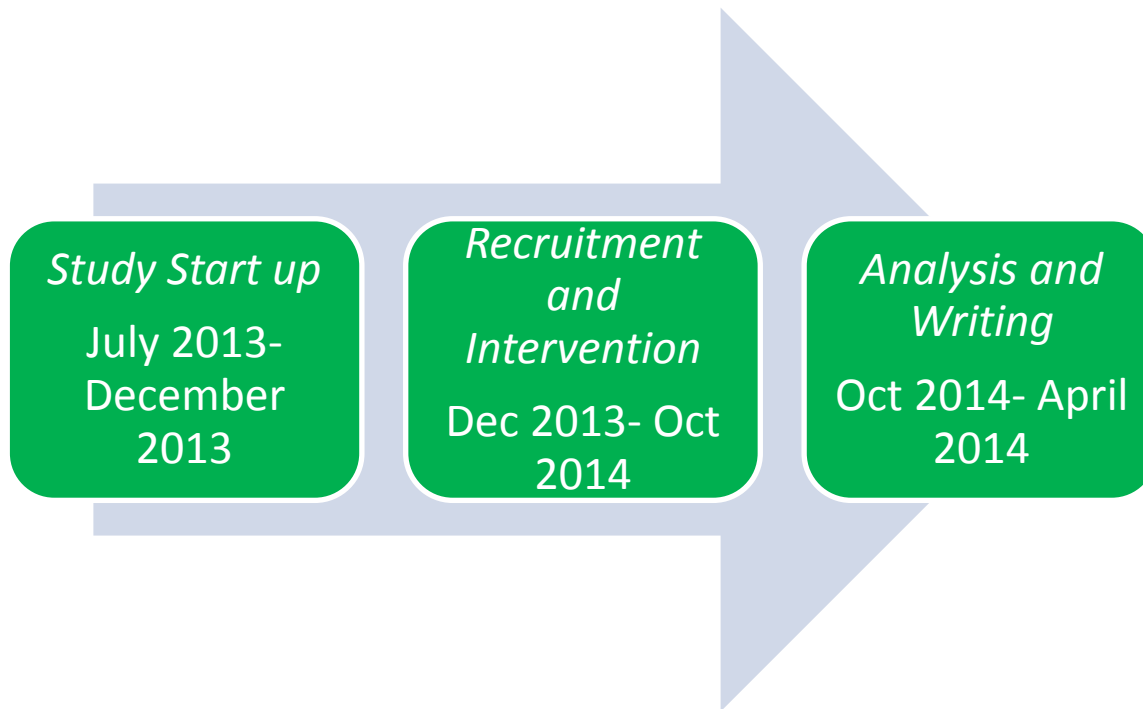 Study Start up
July 2013-
December
2013
Recruitment
and
Intervention
Dec 2013- Oct
2014
Analysis and
Writing
Oct 2014- April
2014